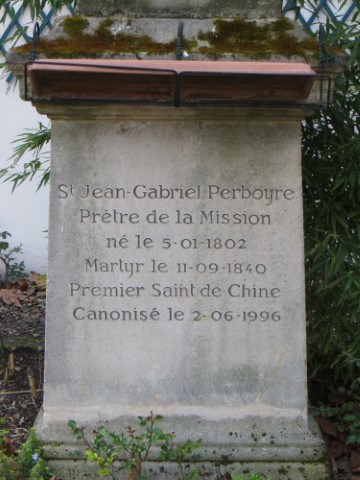 St Jean-Gabriel Perboyre
Prêtre de la Mission
né le 5-01-1802
Martyr le 11-09-1840
Premier Saint de Chine
Canonisé le 2-06-1996